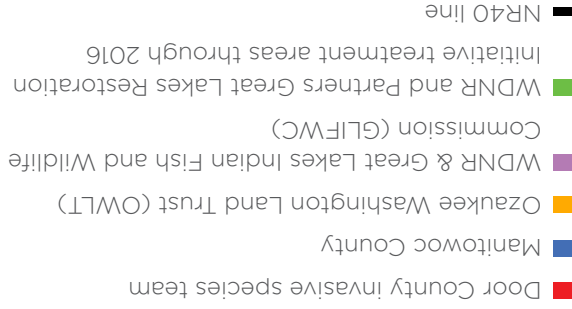 Door County invasive species team
Manitowoc County
Ozaukee Washington Land Trust (OWLT)
WDNR & Great Lakes Indian Fish and Wildlife
Commission (GLIFWC)
WDNR and Partners Great Lakes Restoration
Initiative treatment areas through 2016
NR40 line